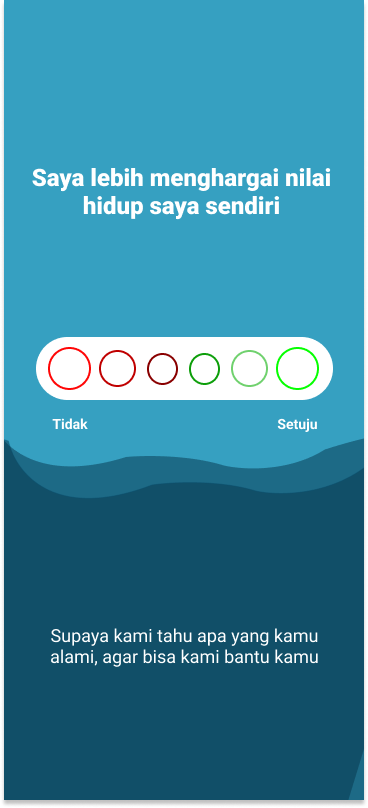 Saya lebih menghargai nilai
hidup saya sendiri
Tidak
Setuju
Supaya kami tahu apa yang kamu
alami, agar bisa kami bantu kamu